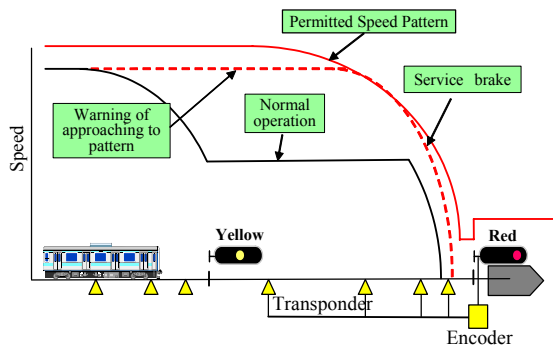 Permitted Speed Pattern
Service brake
Warning of
approaching to
pattern
Normal
operation
Speed
Yellow
Red
Transponder
Encoder